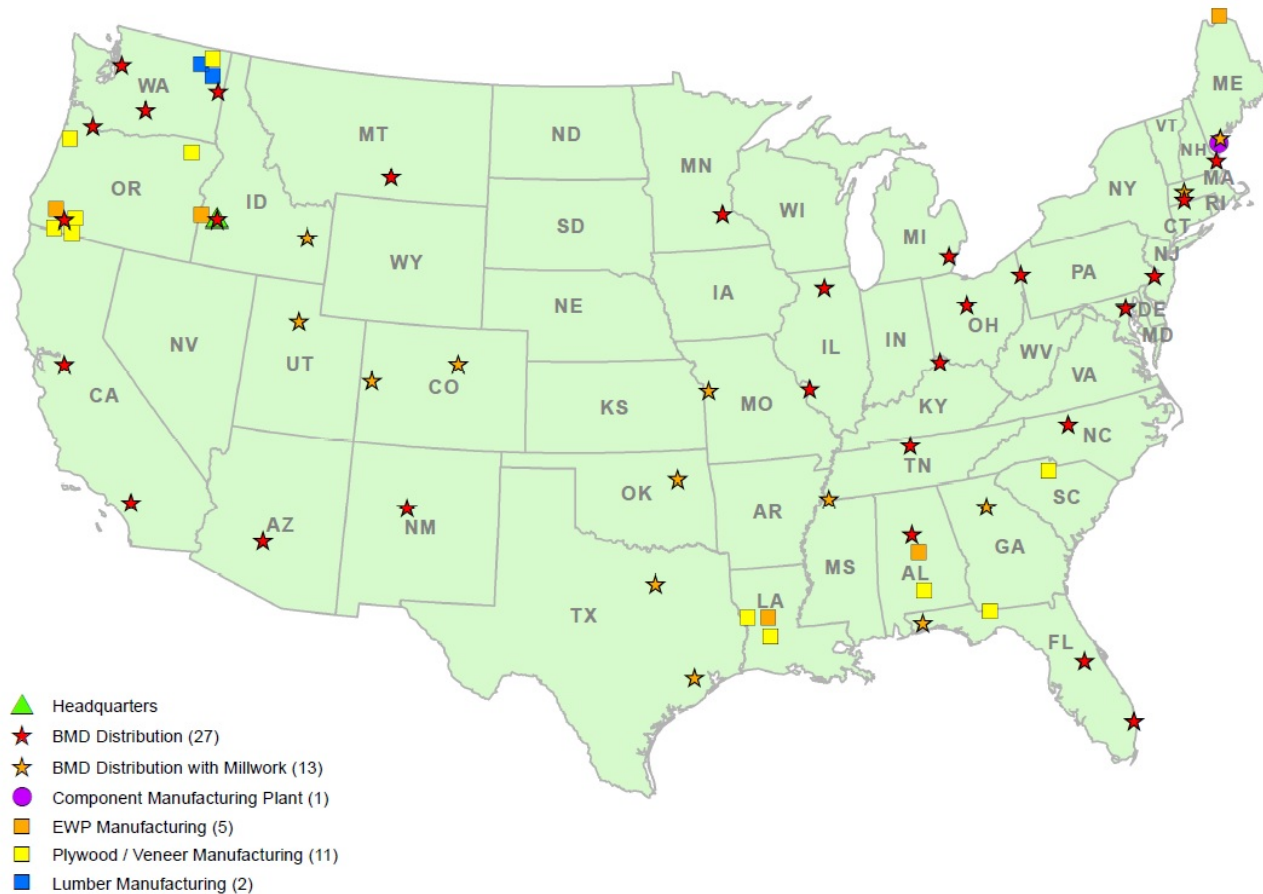 WA
ME
VT
NH
MT
ND
MN
OR
ID
SD
WI
NY
MA
RI
CT
MI
WY
IA
PA
NJ
NE
OH
DE
MD
NV
UT
CO
IL
IN
WV
VA
CA
KS
MO
KY
NC
TN
OK
AR
SC
AZ
NM
MS
AL
GA
TX
LA
FL
Headquarters
BMD Distribution (27)
BMD Distribution with Millwork (13)
Component Manufacturing Plant (1)
EWP Manufacturing (5)
Plywood / Veneer Manufacturing (11)
Lumber Manufacturing (2)